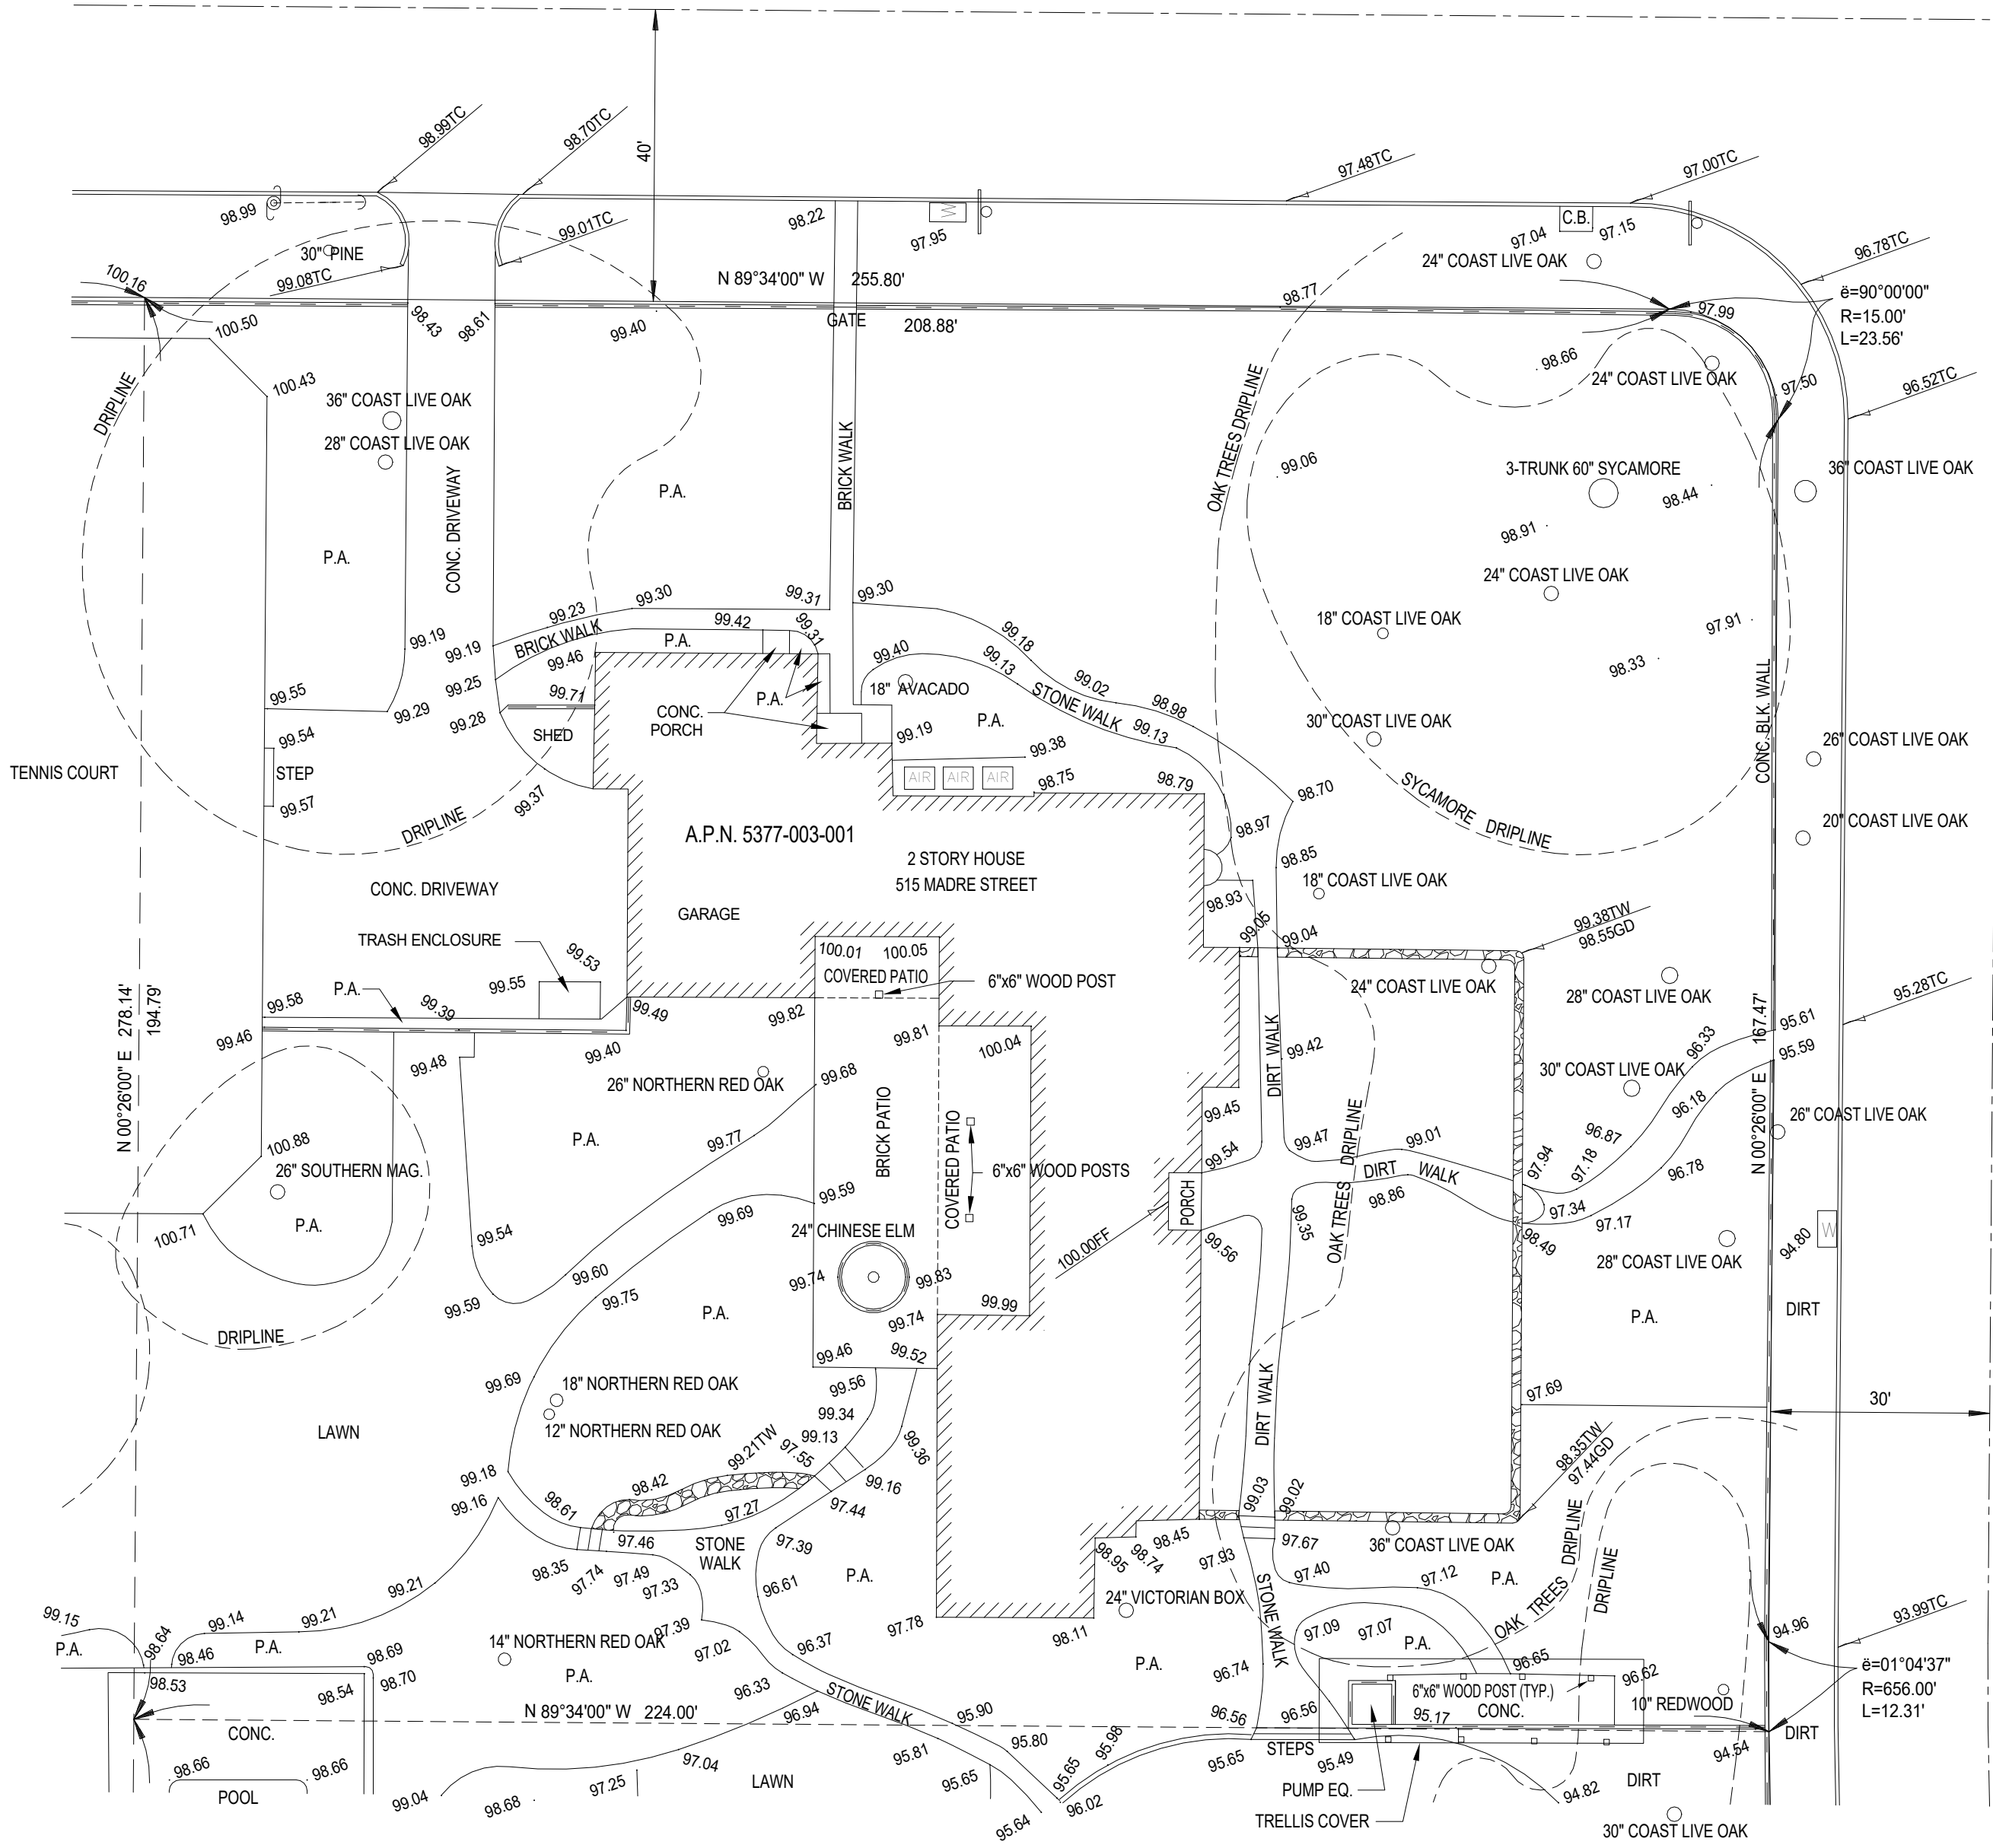 98.99TC
98.70TC
40'
97.48TC
97.00TC
98.99
99.01TC
98.22
W
97.95
C.B.
97.04
97.15
30" PINE
24" COAST LIVE OAK
96.78TC
99.08TC
100.16
N 89°34'00" W 255.80'
98.77
ë=90°00'00"
R=15.00'
L=23.56'
100.50
98.43
98.61
99.40
GATE
208.88'
97.99
98.66
24" COAST LIVE OAK
97.50
96.52TC
100.43
DRIPLINE
36" COAST LIVE OAK
28" COAST LIVE OAK
OAK TREES DRIPLINE
BRICK WALK
CONC. DRIVEWAY
P.A.
99.06
3-TRUNK 60" SYCAMORE
36" COAST LIVE OAK
98.44
98.91
P.A.
24" COAST LIVE OAK
99.23
99.30
99.31
99.30
18" COAST LIVE OAK
97.91
99.19
99.19
BRICK WALK
99.42
P.A.
99.31
99.18
99.46
99.40
99.13
98.33
CONC. BLK. WALL
99.25
99.71
P.A.
18" AVACADO
99.02
STONE WALK
98.98
99.55
99.29
99.28
CONC.
PORCH
P.A.
99.13
30" COAST LIVE OAK
99.54
SHED
99.19
99.38
26" COAST LIVE OAK
TENNIS COURT
STEP
AIR
AIR
AIR
98.75
98.79
98.70
SYCAMORE DRIPLINE
99.57
99.37
DRIPLINE
A.P.N. 5377-003-001
98.97
20" COAST LIVE OAK
2 STORY HOUSE
515 MADRE STREET
98.85
CONC. DRIVEWAY
18" COAST LIVE OAK
98.93
GARAGE
99.38TW
98.55GD
TRASH ENCLOSURE
99.53
100.01
100.05
99.05
99.04
COVERED PATIO
6"x6" WOOD POST
P.A.
99.55
24" COAST LIVE OAK
28" COAST LIVE OAK
95.28TC
N 00°26'00" E 278.14'
194.79'
99.58
99.39
99.49
99.82
99.81
100.04
95.61
99.46
99.48
99.40
99.42
96.33
95.59
N 00°26'00" E 167.47'
26" NORTHERN RED OAK
99.68
DIRT WALK
30" COAST LIVE OAK
BRICK PATIO
99.45
96.18
26" COAST LIVE OAK
100.88
P.A.
99.77
COVERED PATIO
99.54
99.47
99.01
96.87
OAK TREES DRIPLINE
26" SOUTHERN MAG.
6"x6" WOOD POSTS
DIRT WALK
97.94
97.18
96.78
P.A.
99.59
PORCH
98.86
99.69
97.34
97.17
100.71
99.54
24" CHINESE ELM
99.35
99.56
98.49
94.80
W
100.00FF
28" COAST LIVE OAK
99.60
99.74
99.83
99.59
99.75
P.A.
99.99
DRIPLINE
99.74
P.A.
DIRT
99.46
99.52
99.69
18" NORTHERN RED OAK
99.56
97.69
30'
LAWN
12" NORTHERN RED OAK
99.34
DIRT WALK
99.21TW
99.13
97.55
99.36
98.35TW
97.44GD
99.18
98.42
99.16
99.16
98.61
97.27
97.44
99.03
99.02
97.46
STONE
WALK
97.39
98.95
98.74
98.45
97.93
97.67
36" COAST LIVE OAK
98.35
97.74
97.49
97.33
96.61
P.A.
97.40
97.12
P.A.
OAK TREES DRIPLINE
DRIPLINE
99.21
24" VICTORIAN BOX
99.15
99.14
99.21
97.39
97.78
98.11
STONE WALK
97.09
97.07
93.99TC
P.A.
98.64
98.46
P.A.
98.69
14" NORTHERN RED OAK
97.02
96.37
P.A.
94.96
98.53
98.54
98.70
P.A.
96.33
P.A.
96.74
96.65
96.62
ë=01°04'37"
R=656.00'
L=12.31'
N 89°34'00" W 224.00'
96.94
STONE WALK
95.90
96.56
96.56
6"x6" WOOD POST (TYP.)
CONC.
10" REDWOOD
95.17
CONC.
95.80
95.98
DIRT
98.66
98.66
97.04
95.81
95.65
STEPS
95.49
94.54
POOL
99.04
98.68
97.25
LAWN
95.65
95.65
PUMP EQ.
94.82
DIRT
96.02
TRELLIS COVER
95.64
30" COAST LIVE OAK